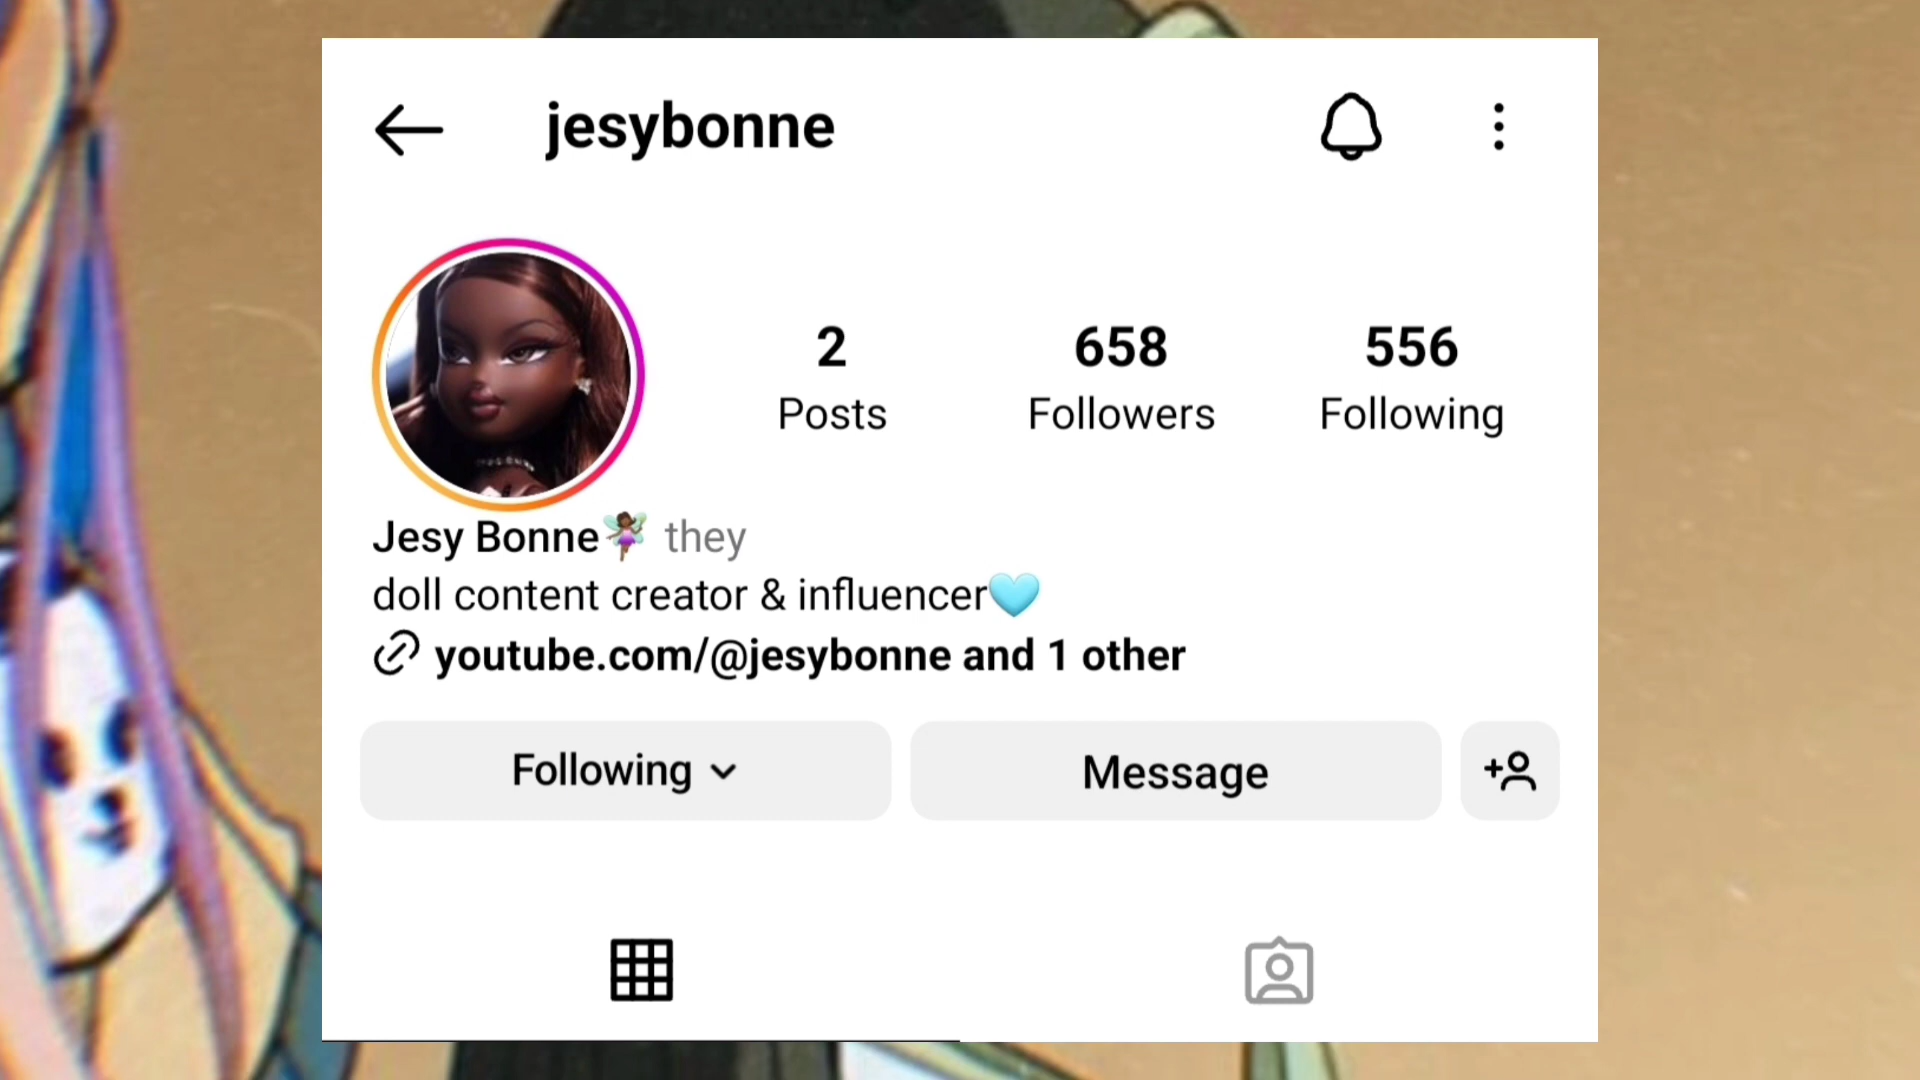 jesybonne
2 658 556
Posts Followers Following
Jesy Bonne🧚🏾‍♀️ they
doll content creator & influencer🩵
youtube.com/@jesybonne and 1 other
Following Message